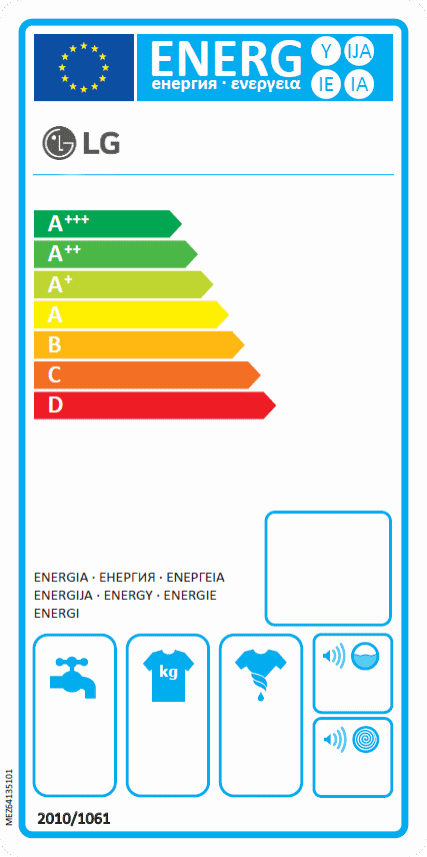 ENERG
енергия · ενεργεια
Y
IJA
IE
IA
LG
A+++
A++
A+
A
B
C
D
ENERGIA · ЕНЕРГИЯ · ΕΝΕΡΓΕΙΑ
ENERGIJA · ENERGY · ENERGIE
ENERGI
kg
2010/1061
MEZ64135101